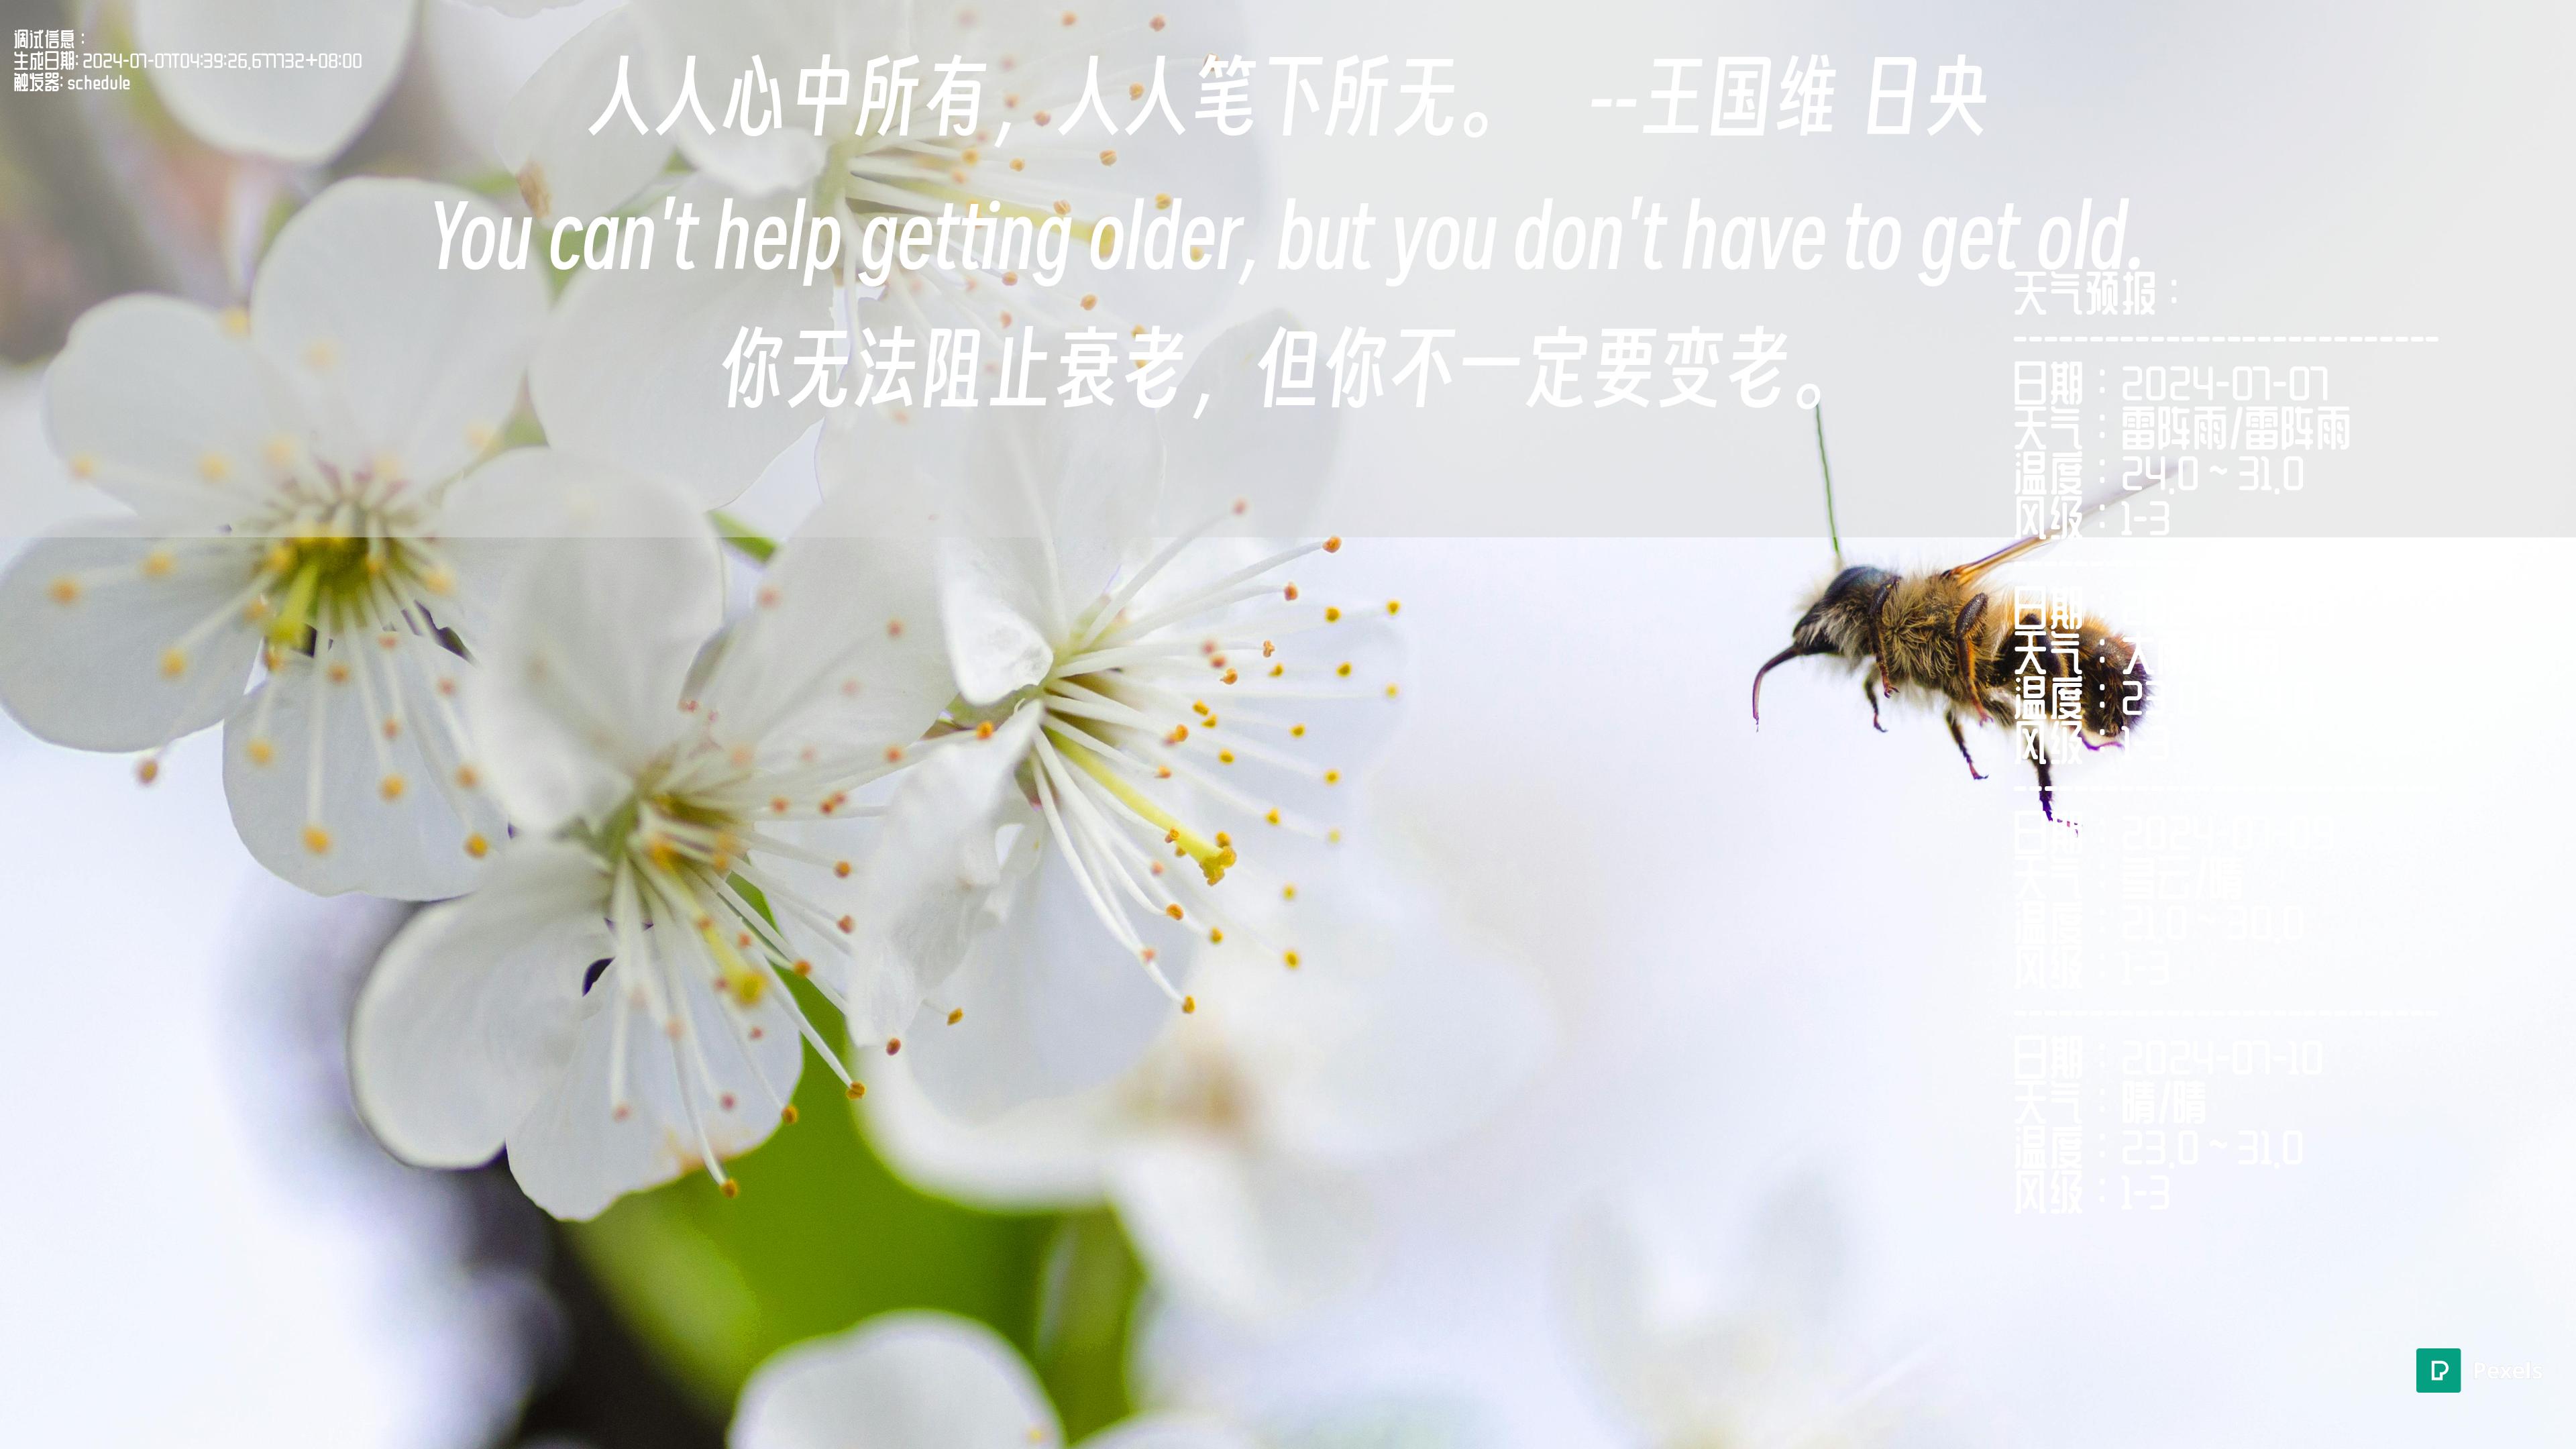 调试信息：
生成日期: 2024-07-07T04:39:26.677732+08:00
触发器: schedule
人人心中所有，人人笔下所无。 --王国维 日央
You can't help getting older, but you don't have to get old.
你无法阻止衰老，但你不一定要变老。
天气预报：
---------------------------
日期：2024-07-07
天气：雷阵雨/雷阵雨
温度：24.0 ~ 31.0
风级：1-3
日期：
天气：
温度：
风级：1-3
---------------------------
日期：2024-07-09
天气：多云/晴
温度：21.0 ~ 30.0
风级：1-3
---------------------------
日期：2024-07-10
天气：晴/晴
温度：23.0 ~ 31.0
风级：1-3
Pexels